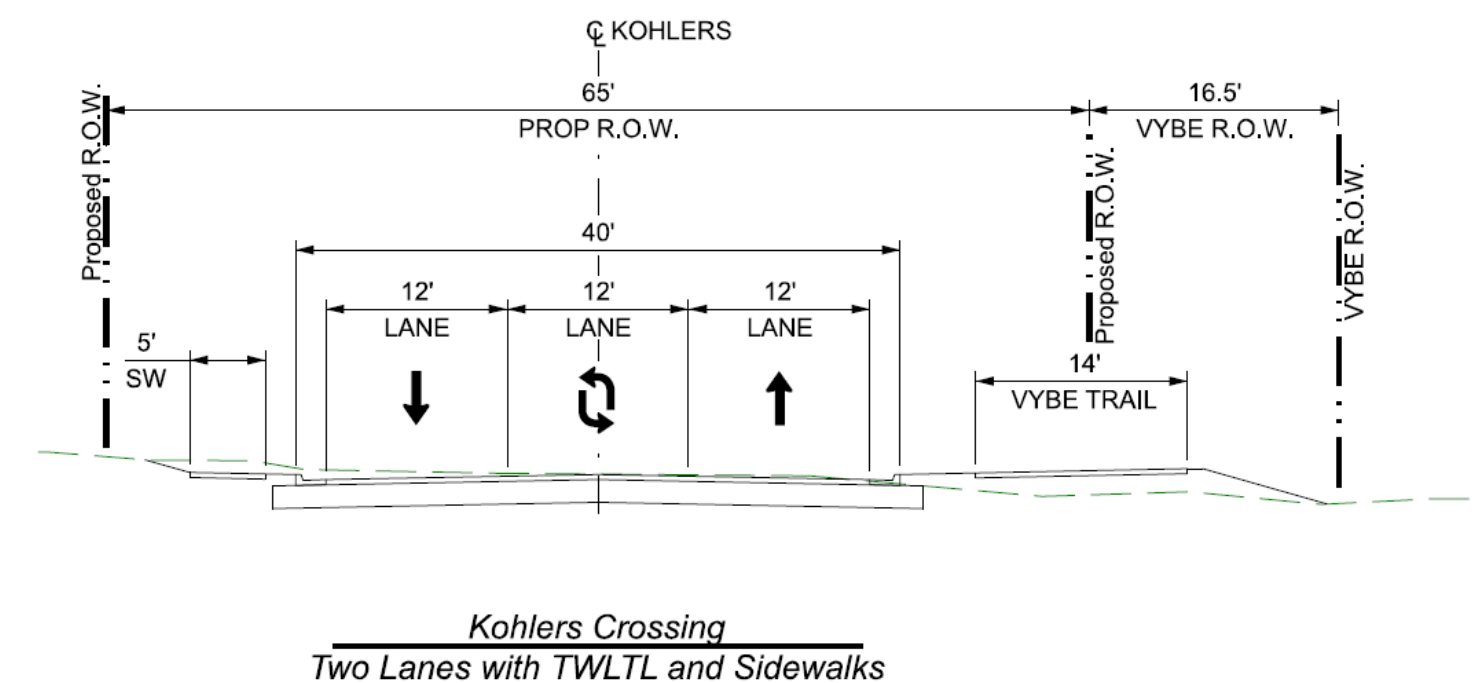 ℄ KOHLERS
65'
PROP R.O.W.
16.5'
VYBE R.O.W.
Proposed R.O.W.
Proposed R.O.W.
VYBE R.O.W.
40'
12'
LANE
12'
LANE
12'
LANE
5'
SW
14'
VYBE TRAIL
Kohlers Crossing
Two Lanes with TWLTL and Sidewalks